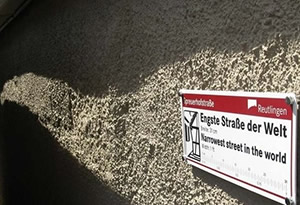 Spreuerhofstraße
Reutlingen
Engste Straße der Welt
Narrowest street in the world